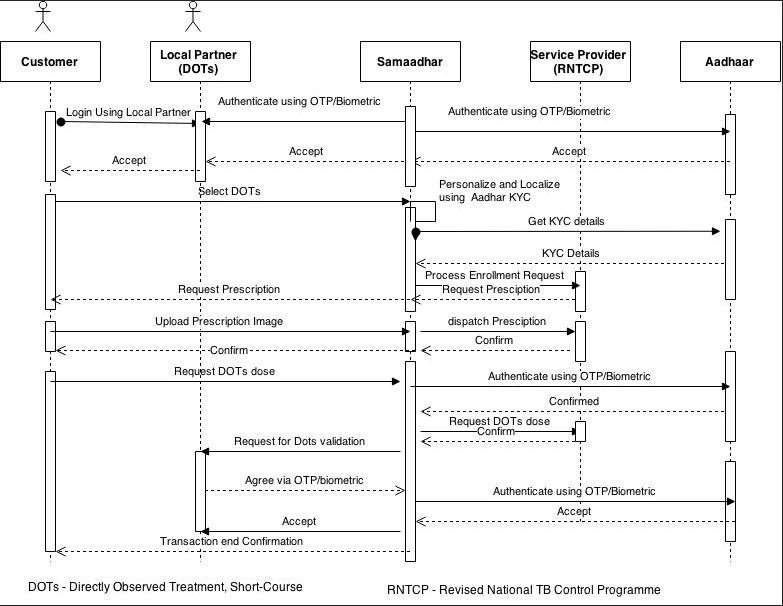 Customer
Local Partner
(DOTs)
Samaadhar
Service Provider
(RNTCP)
Aadhaar
Login Using Local Partner
Authenticate using OTP/Biometric
Authenticate using OTP/Biometric
Accept
Accept
Accept
Select DOTs
Personalize and Localize
using Aadhar KYC
Get KYC details
KYC Details
Process Enrollment Request
Request Prescription
Request Presciption
Upload Prescription Image
dispatch Presciption
Confirm
Confirm
Request DOTs dose
Authenticate using OTP/Biometric
Confirmed
Request DOTs dose
Confirm
Request for Dots validation
Agree via OTP/biometric
Authenticate using OTP/Biometric
Accept
Accept
Transaction end Confirmation
DOTs - Directly Observed Treatment, Short-Course
RNTCP - Revised National TB Control Programme